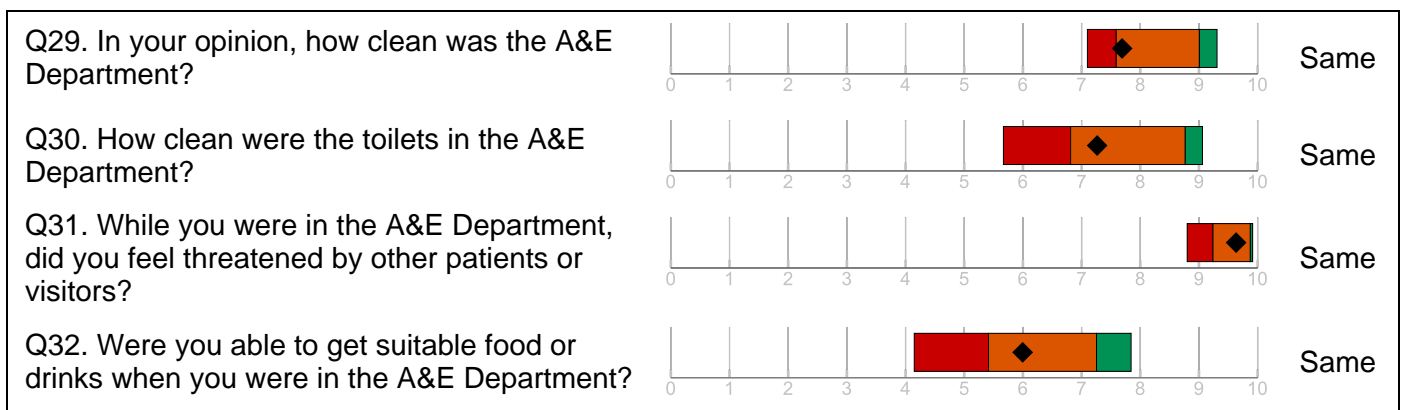 Q29. In your opinion, how clean was the A&E
Department?
0 1 2 3 4 5 6 7 8 9 10
Same
Q30. How clean were the toilets in the A&E
Department?
0 1 2 3 4 5 6 7 8 9 10
Same
Q31. While you were in the A&E Department,
did you feel threatened by other patients or
visitors?
0 1 2 3 4 5 6 7 8 9 10
Same
Q32. Were you able to get suitable food or
drinks when you were in the A&E Department?
0 1 2 3 4 5 6 7 8 9 10
Same